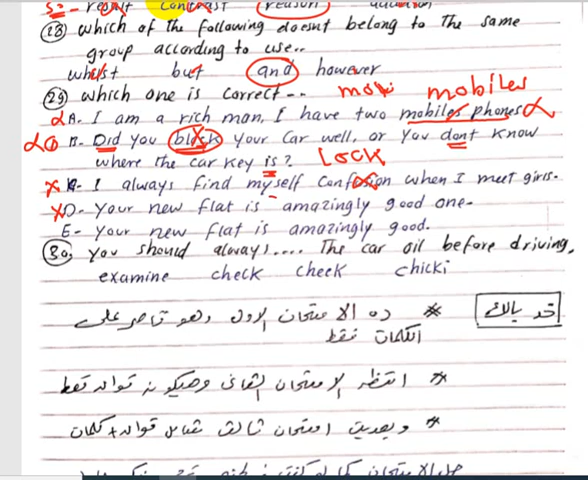 5:- result contrast reason addition
28 which of the following doesn't belong to the same
group according to use..
whilst but and however
29 which one is correct -- mobiles
A- I am a rich man, I have two mobiles phones
B- Did you block your car well, or you dont know
where the car key is? Lock
C- I always find myself confusion when I meet girls.
D- Your new flat is amazingly good one.
E- Your new flat is amazingly good.
30, you should always .... The car oil before driving.
examine check cheek chicki
خد بالك * ده الامتحان الاول وهو قاصر على
الكلمات فقط
* انتظر الامتحان الثانى وهيكون قواعد فقط
* وبعديه امتحان ثالث شامل قواعد + كلمات